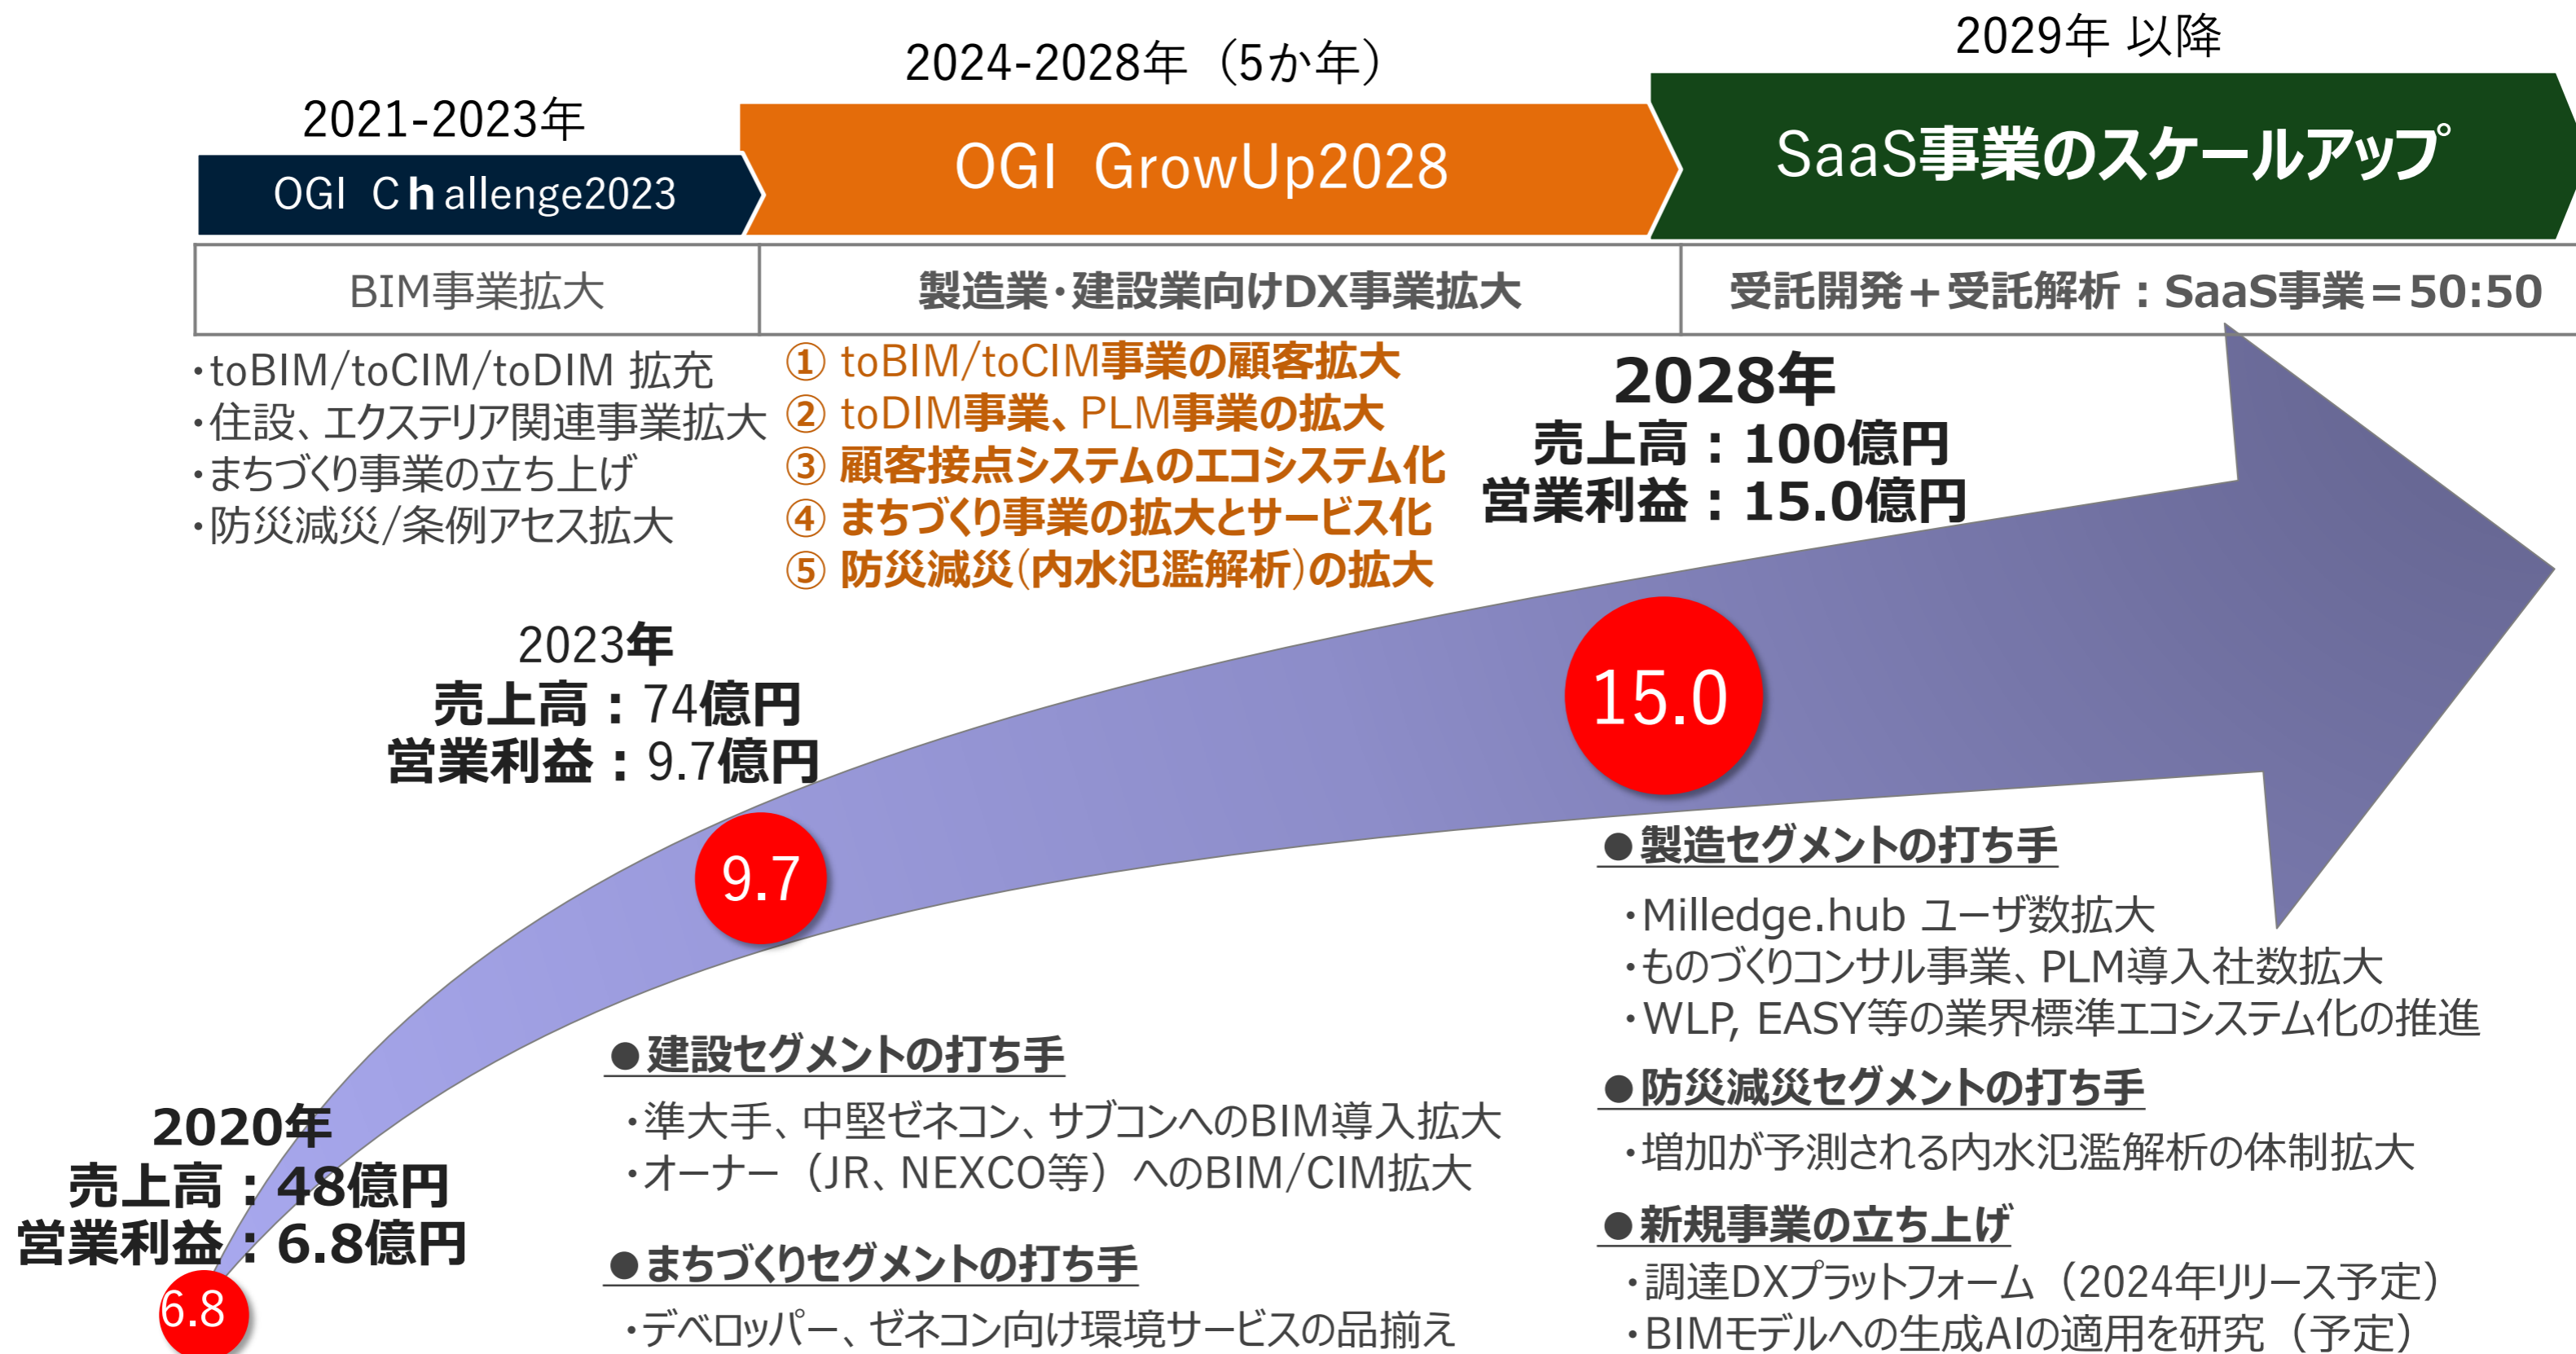 2021-2023年
2024-2028年（5か年）
2029年 以降
OGI Challenge2023
OGI GrowUp2028
SaaS事業のスケールアップ
BIM事業拡大
製造業・建設業向けDX事業拡大
受託開発＋受託解析：SaaS事業＝50:50
・toBIM/toCIM/toDIM 拡充
・住設、エクステリア関連事業拡大
・まちづくり事業の立ち上げ
・防災減災/条例アセス拡大
① toBIM/toCIM事業の顧客拡大
② toDIM事業、PLM事業の拡大
③ 顧客接点システムのエコシステム化
④ まちづくり事業の拡大とサービス化
⑤ 防災減災(内水氾濫解析)の拡大
2028年
売上高：100億円
営業利益：15.0億円
15.0
2023年
売上高：74億円
営業利益：9.7億円
9.7
2020年
売上高：48億円
営業利益：6.8億円
6.8
●建設セグメントの打ち手
・準大手、中堅ゼネコン、サブコンへのBIM導入拡大
・オーナー（JR、NEXCO等）へのBIM/CIM拡大
●まちづくりセグメントの打ち手
・デベロッパー、ゼネコン向け環境サービスの品揃え
●製造セグメントの打ち手
・Milledge.hub ユーザ数拡大
・ものづくりコンサル事業、PLM導入社数拡大
・WLP, EASY等の業界標準エコシステム化の推進
●防災減災セグメントの打ち手
・増加が予測される内水氾濫解析の体制拡大
●新規事業の立ち上げ
・調達DXプラットフォーム（2024年リリース予定）
・BIMモデルへの生成AIの適用を研究（予定）